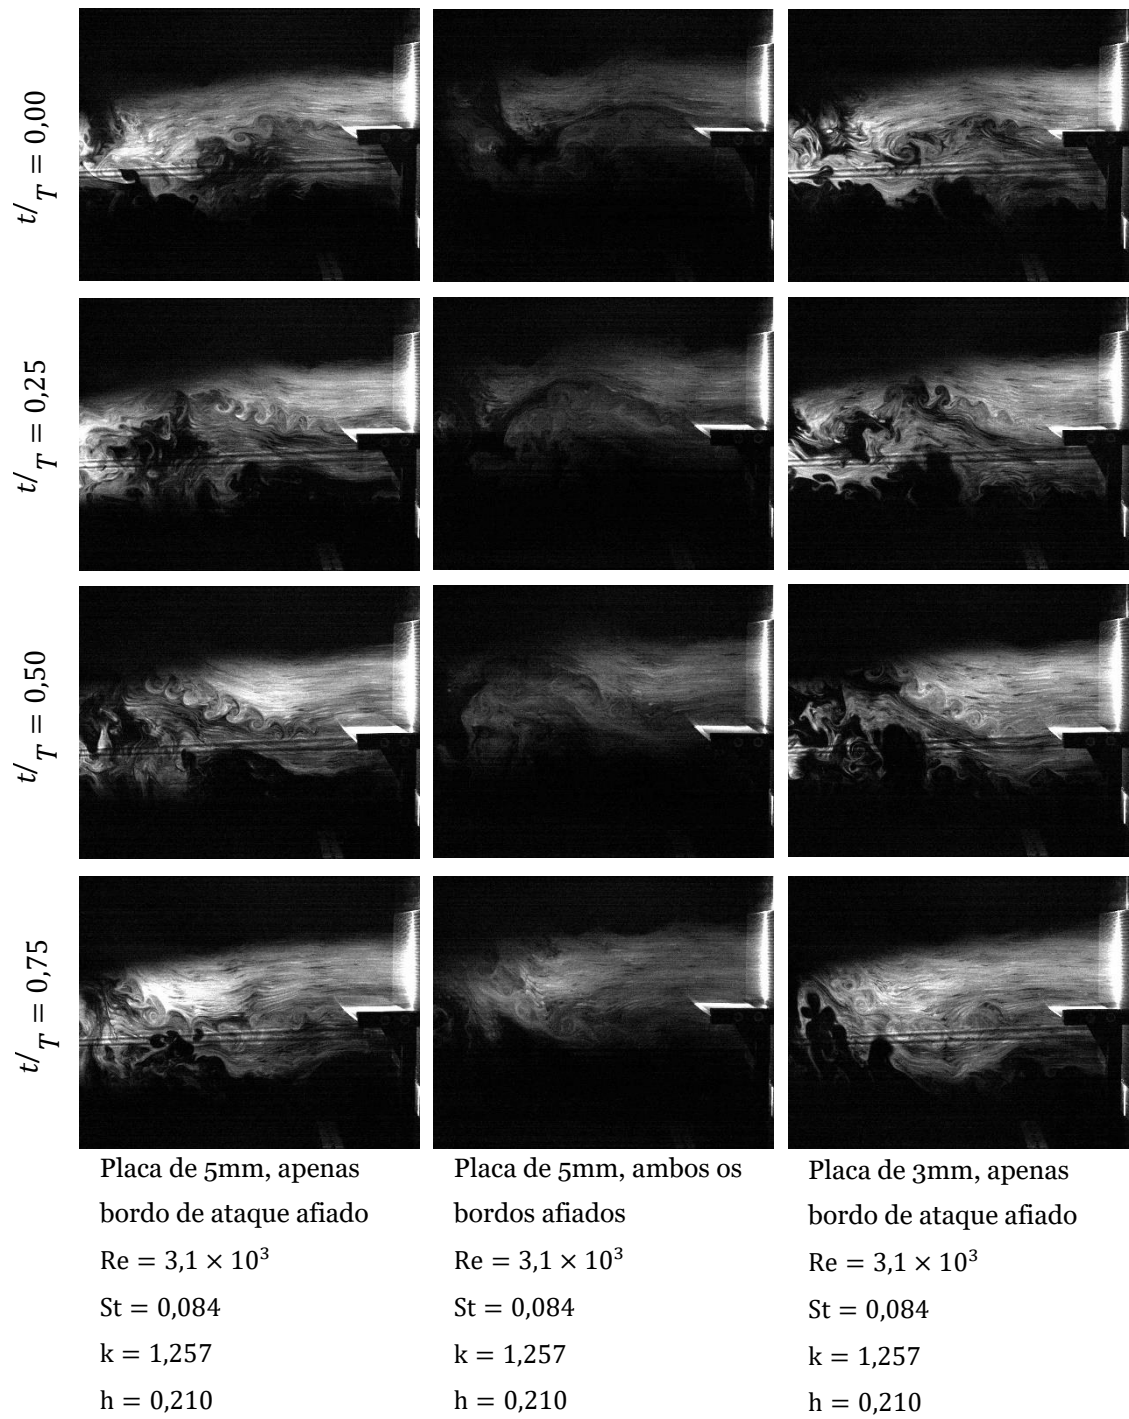 t/T = 0,00
t/T = 0,25
t/T = 0,50
t/T = 0,75
Placa de 5mm, apenas
bordo de ataque afiado
Re = 3,1 × 10³
St = 0,084
k = 1,257
h = 0,210
Placa de 5mm, ambos os
bordos afiados
Re = 3,1 × 10³
St = 0,084
k = 1,257
h = 0,210
Placa de 3mm, apenas
bordo de ataque afiado
Re = 3,1 × 10³
St = 0,084
k = 1,257
h = 0,210